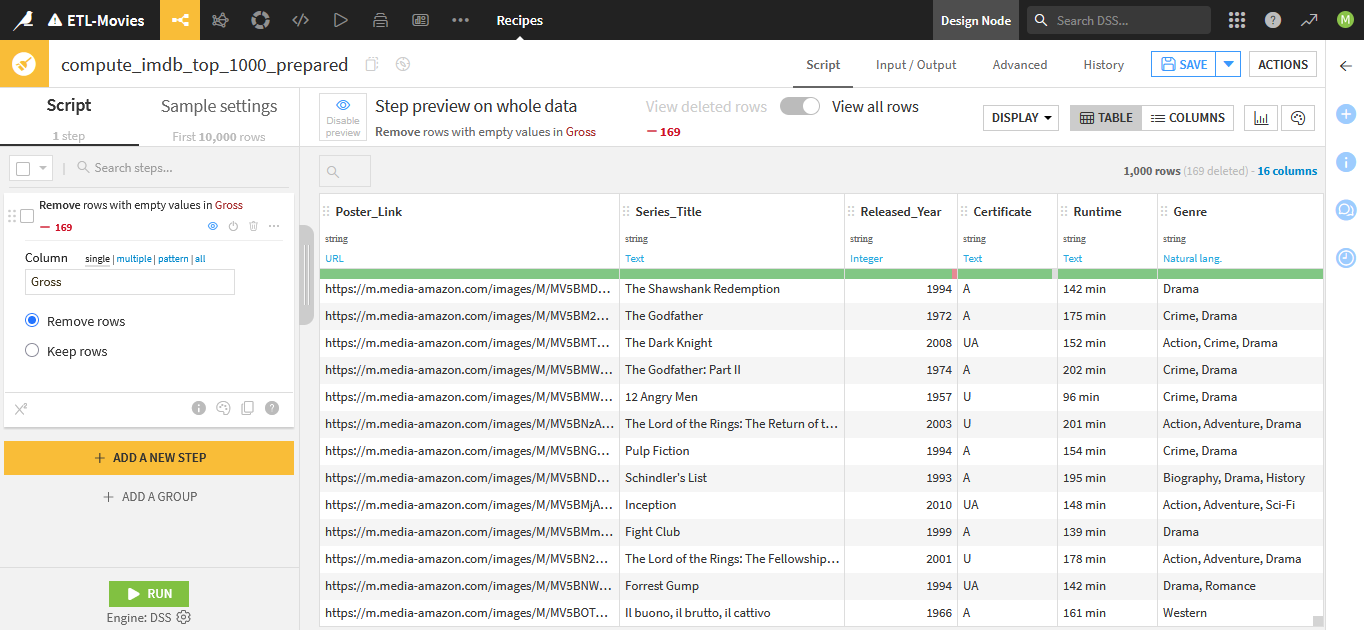 ETL-Movies Recipes Design Node Search DSS...
compute_imdb_top_1000_prepared Script Input / Output Advanced History SAVE ACTIONS
Script Sample settings
1 step First 10,000 rows
Search steps...
Remove rows with empty values in Gross
− 169
Column single | multiple | pattern | all
Gross
Remove rows
Keep rows
+ ADD A NEW STEP
+ ADD A GROUP
RUN
Engine: DSS
Disable preview
Step preview on whole data View deleted rows View all rows
Remove rows with empty values in Gross − 169
DISPLAY TABLE COLUMNS
1,000 rows (169 deleted) - 16 columns
Poster_Link Series_Title Released_Year Certificate Runtime Genre
string string string string string string
URL Text Integer Text Text Natural lang.
https://m.media-amazon.com/images/M/MV5BMD... The Shawshank Redemption 1994 A 142 min Drama
https://m.media-amazon.com/images/M/MV5BM2... The Godfather 1972 A 175 min Crime, Drama
https://m.media-amazon.com/images/M/MV5BMT... The Dark Knight 2008 UA 152 min Action, Crime, Drama
https://m.media-amazon.com/images/M/MV5BMW... The Godfather: Part II 1974 A 202 min Crime, Drama
https://m.media-amazon.com/images/M/MV5BMW... 12 Angry Men 1957 U 96 min Crime, Drama
https://m.media-amazon.com/images/M/MV5BNzA... The Lord of the Rings: The Return of t... 2003 U 201 min Action, Adventure, Drama
https://m.media-amazon.com/images/M/MV5BNG... Pulp Fiction 1994 A 154 min Crime, Drama
https://m.media-amazon.com/images/M/MV5BND... Schindler's List 1993 A 195 min Biography, Drama, History
https://m.media-amazon.com/images/M/MV5BMjA... Inception 2010 UA 148 min Action, Adventure, Sci-Fi
https://m.media-amazon.com/images/M/MV5BMm... Fight Club 1999 A 139 min Drama
https://m.media-amazon.com/images/M/MV5BN2... The Lord of the Rings: The Fellowship... 2001 U 178 min Action, Adventure, Drama
https://m.media-amazon.com/images/M/MV5BNW... Forrest Gump 1994 UA 142 min Drama, Romance
https://m.media-amazon.com/images/M/MV5BOT... Il buono, il brutto, il cattivo 1966 A 161 min Western